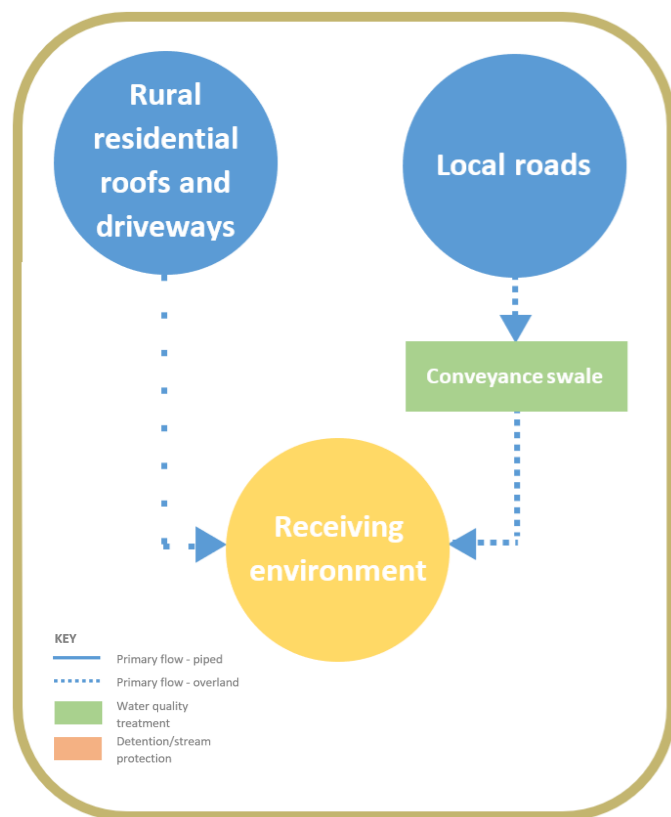 Rural
residential
roofs and
driveways
Local roads
Conveyance swale
Receiving
environment
KEY
Primary flow - piped
Primary flow - overland
Water quality
treatment
Detention/stream
protection